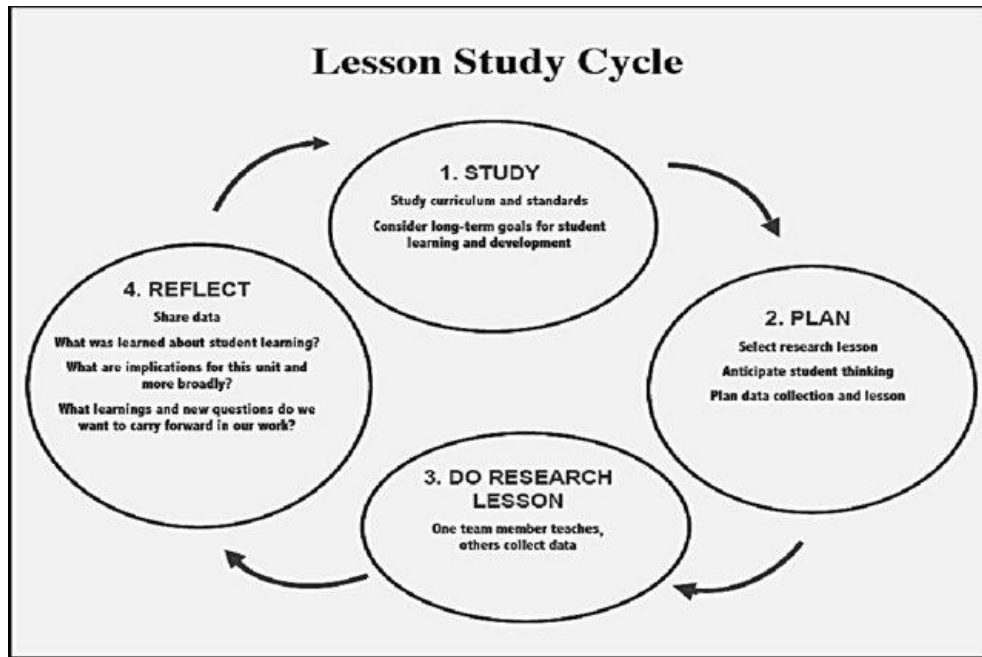 Lesson Study Cycle
1. STUDY
Study curriculum and standards
Consider long-term goals for student
learning and development
2. PLAN
Select research lesson
Anticipate student thinking
Plan data collection and lesson
3. DO RESEARCH
LESSON
One team member teaches,
others collect data
4. REFLECT
Share data
What was learned about student learning?
What are implications for this unit and
more broadly?
What learnings and new questions do we
want to carry forward in our work?